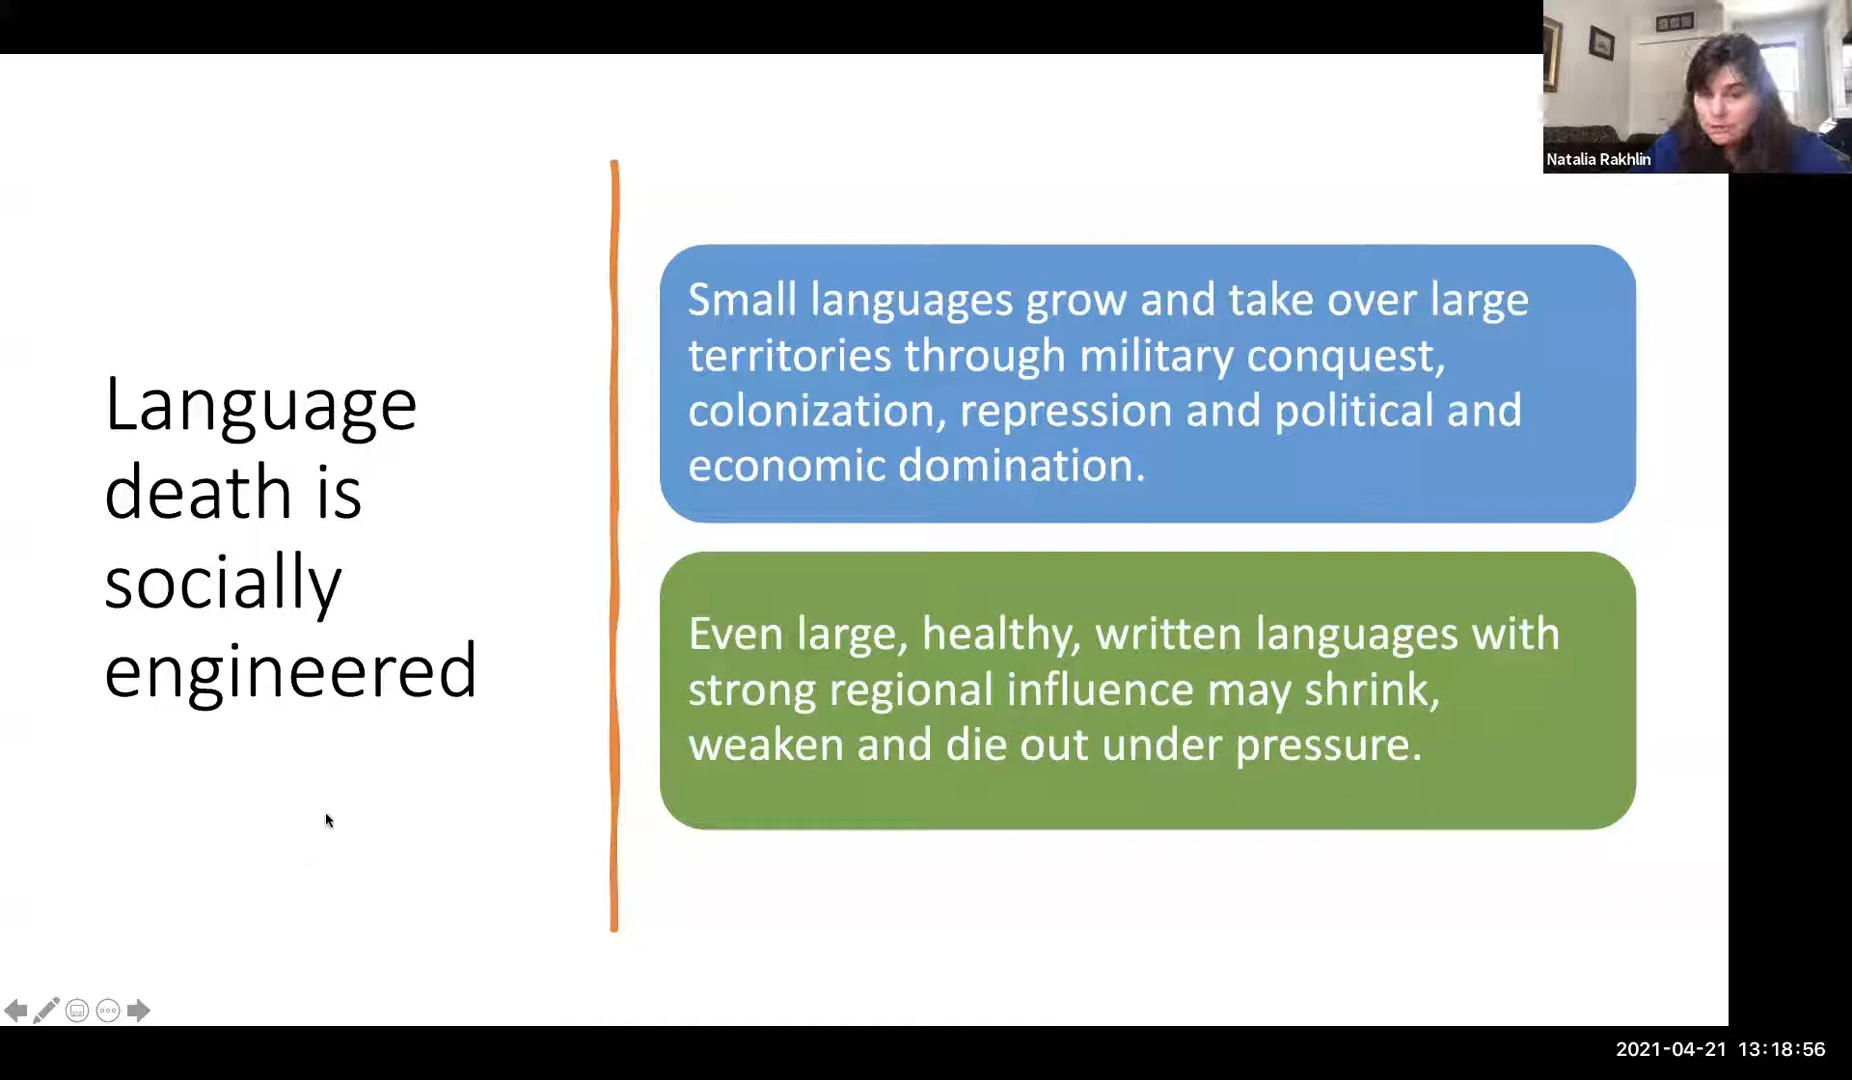 Natalia Rakhlin
Language
death is
socially
engineered
Small languages grow and take over large
territories through military conquest,
colonization, repression and political and
economic domination.
Even large, healthy, written languages with
strong regional influence may shrink,
weaken and die out under pressure.
2021-04-21 13:18:56